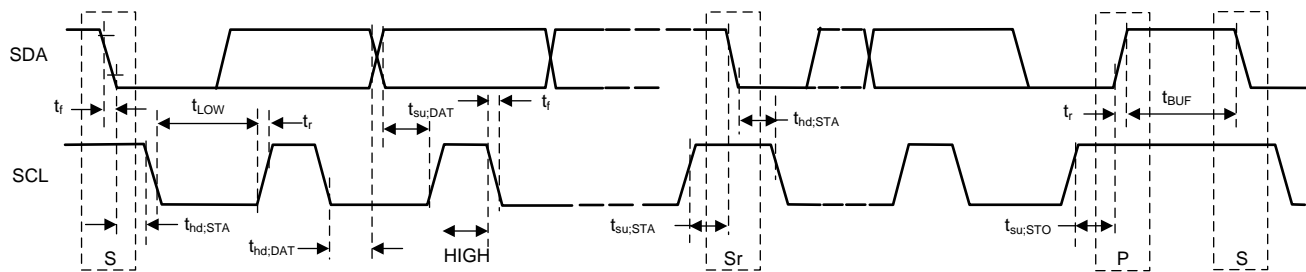 SDA
t_f
t_LOW
t_r
t_su;DAT
t_f
t_hd;STA
t_r
t_BUF
SCL
t_hd;STA
t_hd;DAT
HIGH
t_su;STA
t_su;STO
S
Sr
P
S